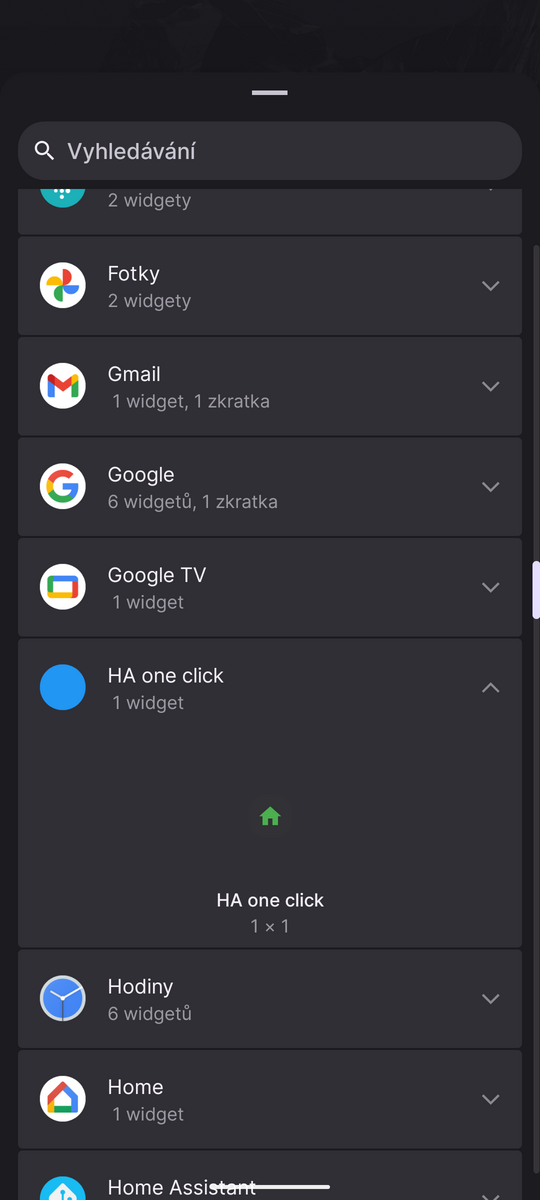 Vyhledávání
2 widgety
Fotky
2 widgety
Gmail
1 widget, 1 zkratka
Google
6 widgetů, 1 zkratka
Google TV
1 widget
HA one click
1 widget
HA one click
1 × 1
Hodiny
6 widgetů
Home
1 widget
Home Assistant